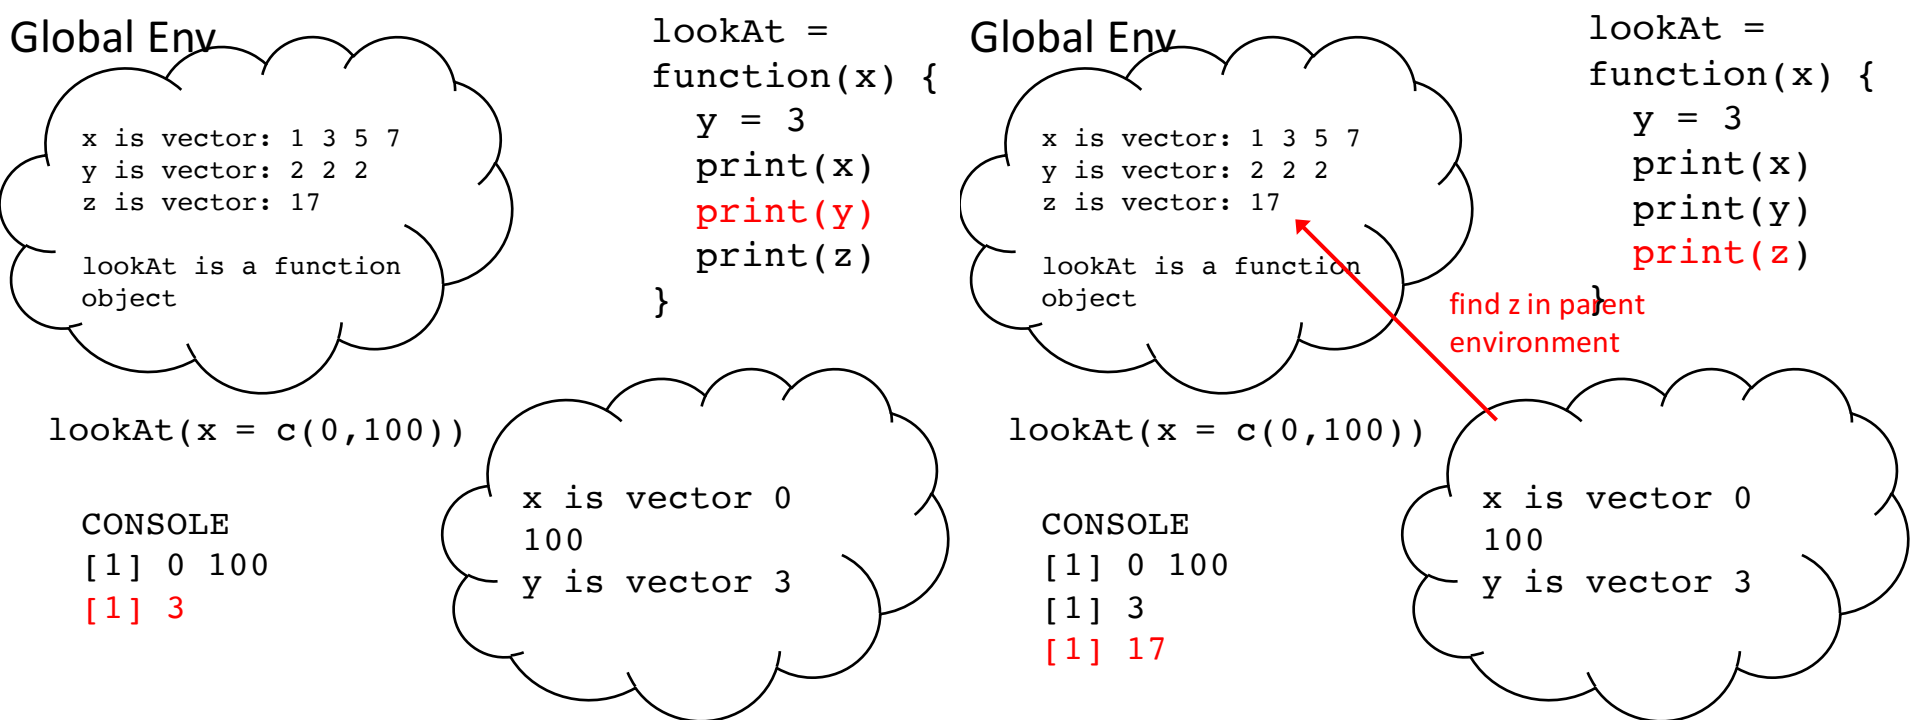 Global Env
x is vector: 1 3 5 7
y is vector: 2 2 2
z is vector: 17
lookAt is a function
object
lookAt =
function(x) {
y = 3
print(x)
print(y)
print(z)
}
lookAt(x = c(0,100))
CONSOLE
[1] 0 100
[1] 3
x is vector 0
100
y is vector 3
Global Env
x is vector: 1 3 5 7
y is vector: 2 2 2
z is vector: 17
lookAt is a function
object
lookAt =
function(x) {
y = 3
print(x)
print(y)
print(z)
}
find z in parent
environment
lookAt(x = c(0,100))
CONSOLE
[1] 0 100
[1] 3
[1] 17
x is vector 0
100
y is vector 3